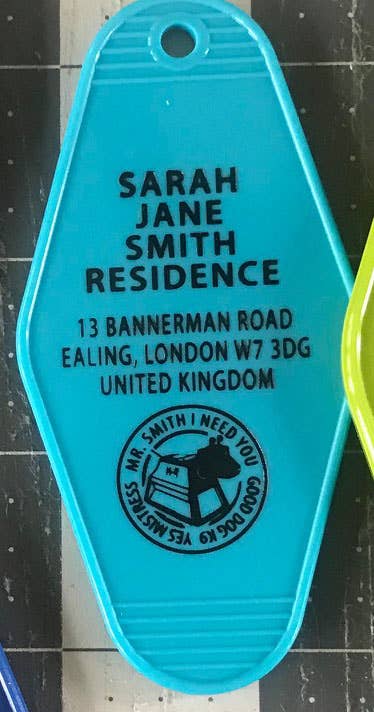 SARAH
JANE
SMITH
RESIDENCE
13 BANNERMAN ROAD
EALING, LONDON W7 3DG
UNITED KINGDOM
MR. SMITH I NEED YOU GOOD DOG K9 YES MISTRESS
K-9